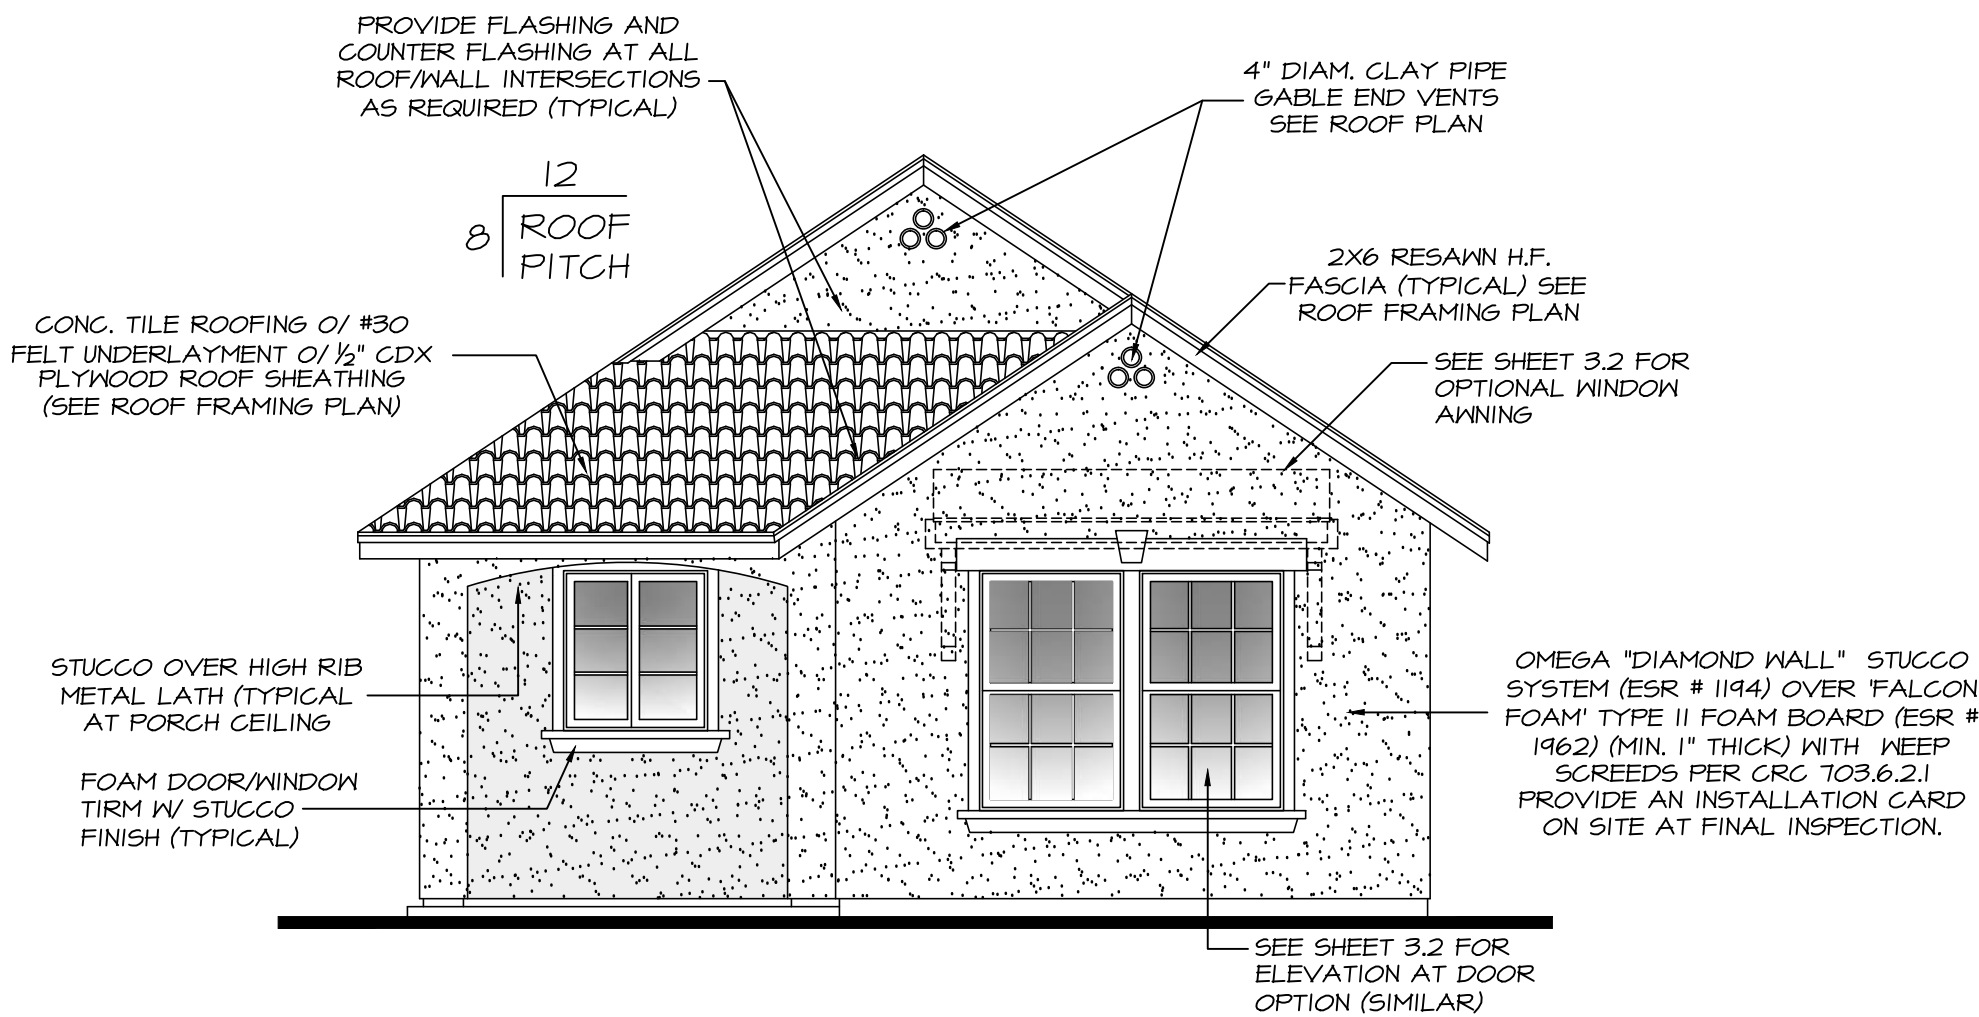 PROVIDE FLASHING AND
COUNTER FLASHING AT ALL
ROOF/WALL INTERSECTIONS
AS REQUIRED (TYPICAL)
4" DIAM. CLAY PIPE
GABLE END VENTS
SEE ROOF PLAN
12
8
ROOF
PITCH
2X6 RESAWN H.F.
FASCIA (TYPICAL) SEE
ROOF FRAMING PLAN
CONC. TILE ROOFING O/ #30
FELT UNDERLAYMENT O/ ½" CDX
PLYWOOD ROOF SHEATHING
(SEE ROOF FRAMING PLAN)
SEE SHEET 3.2 FOR
OPTIONAL WINDOW
AWNING
STUCCO OVER HIGH RIB
METAL LATH (TYPICAL
AT PORCH CEILING
FOAM DOOR/WINDOW
TIRM W/ STUCCO
FINISH (TYPICAL)
OMEGA "DIAMOND WALL" STUCCO
SYSTEM (ESR # 1194) OVER 'FALCON
FOAM' TYPE 11 FOAM BOARD (ESR #
1962) (MIN. 1" THICK) WITH WEEP
SCREEDS PER CRC 703.6.2.1
PROVIDE AN INSTALLATION CARD
ON SITE AT FINAL INSPECTION.
SEE SHEET 3.2 FOR
ELEVATION AT DOOR
OPTION (SIMILAR)